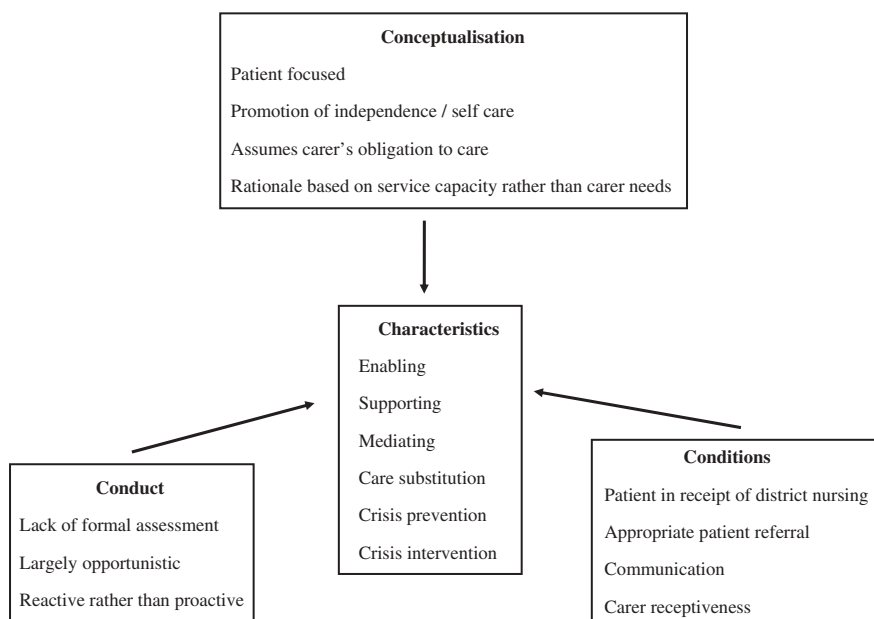 Conceptualisation
Patient focused
Promotion of independence / self care
Assumes carer's obligation to care
Rationale based on service capacity rather than carer needs
Characteristics
Enabling
Supporting
Mediating
Care substitution
Crisis prevention
Crisis intervention
Conduct
Lack of formal assessment
Largely opportunistic
Reactive rather than proactive
Conditions
Patient in receipt of district nursing
Appropriate patient referral
Communication
Carer receptiveness